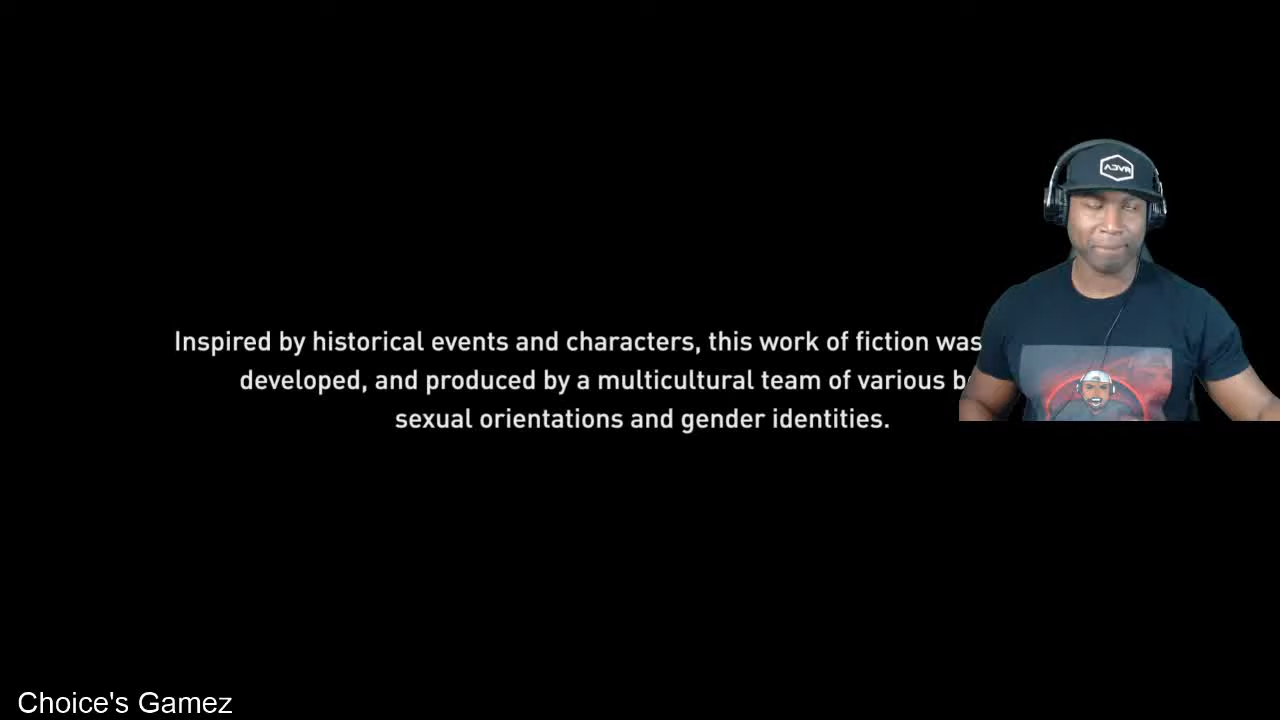 Inspired by historical events and characters, this work of fiction was
developed, and produced by a multicultural team of various
sexual orientations and gender identities.
RVCA
Choice's Gamez